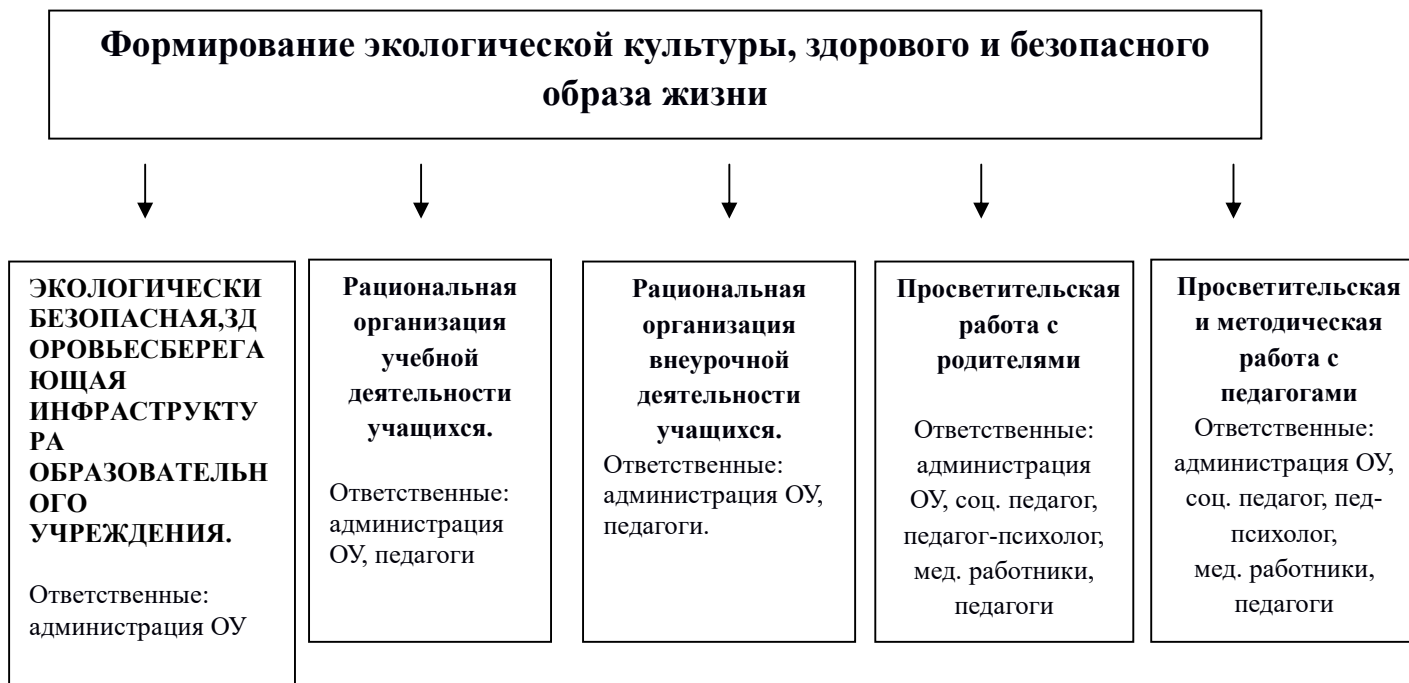 Формирование экологической культуры, здорового и безопасного
образа жизни
ЭКОЛОГИЧЕСКИ
БЕЗОПАСНАЯ,ЗД
ОРОВЬЕСБЕРЕГА
ЮЩАЯ
ИНФРАСТРУКТУ
РА
ОБРАЗОВАТЕЛЬН
ОГО
УЧРЕЖДЕНИЯ.
Ответственные:
администрация ОУ
Рациональная
организация
учебной
деятельности
учащихся.
Ответственные:
администрация
ОУ, педагоги
Рациональная
организация
внеурочной
деятельности
учащихся.
Ответственные:
администрация ОУ,
педагоги.
Просветительская
работа с
родителями
Ответственные:
администрация
ОУ, соц. педагог,
педагог-психолог,
мед. работники,
педагоги
Просветительская
и методическая
работа с
педагогами
Ответственные:
администрация ОУ,
соц. педагог, пед-
психолог,
мед. работники,
педагоги